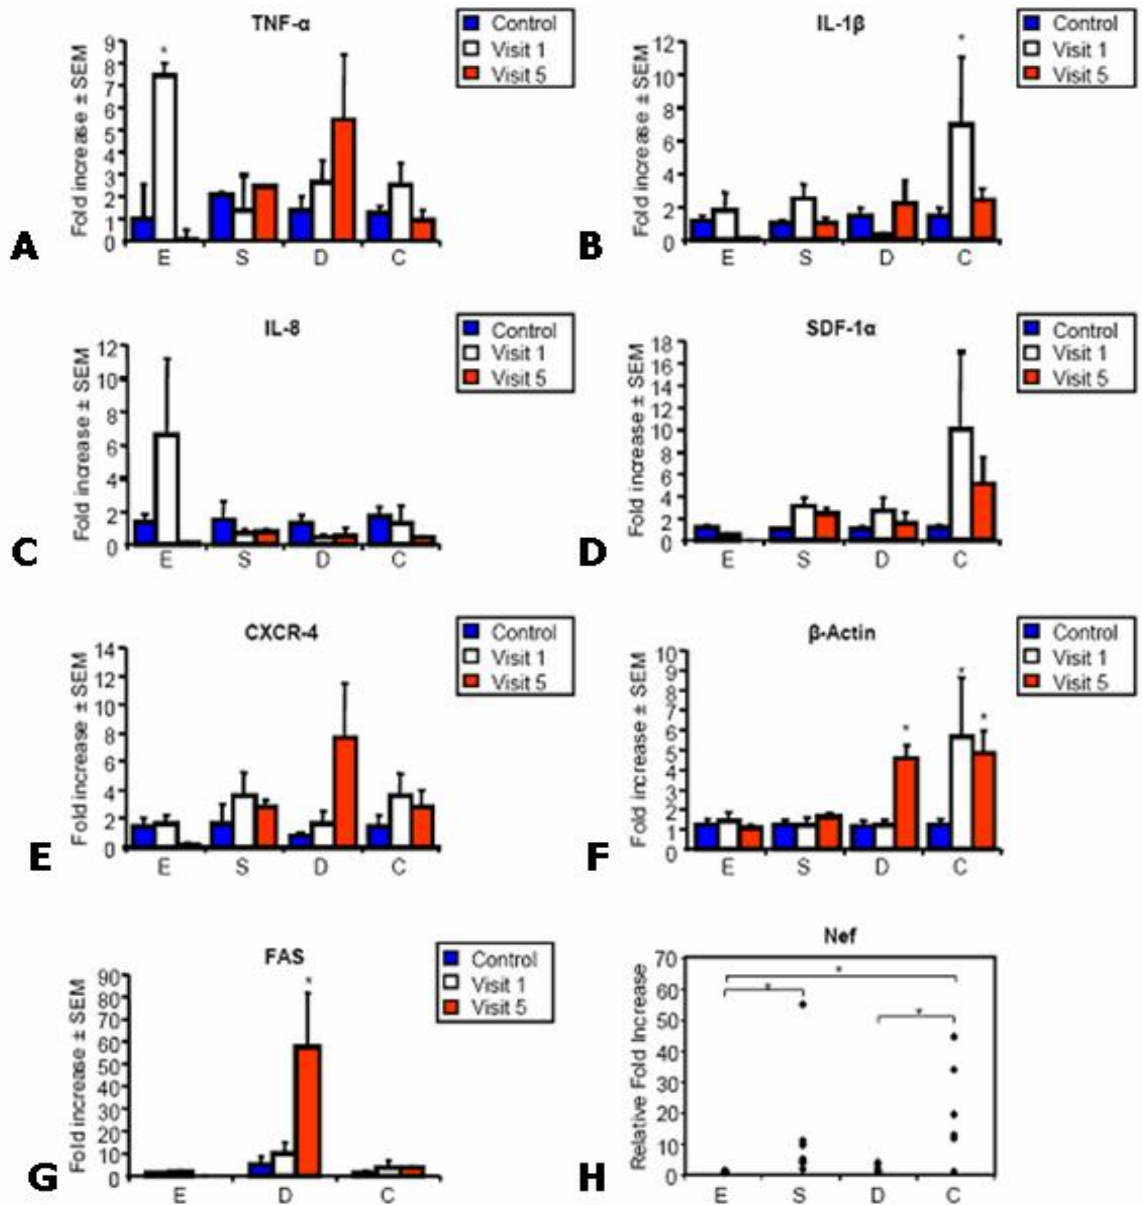 TNF-α
Control
Visit 1
Visit 5
Fold increase ± SEM
9
8
7
6
5
4
3
2
1
0
*
E S D C
A
IL-1β
Control
Visit 1
Visit 5
Fold increase ± SEM
12
10
8
6
4
2
0
*
E S D C
B
IL-8
Control
Visit 1
Visit 5
Fold increase ± SEM
12
10
8
6
4
2
0
E S D C
C
SDF-1α
Control
Visit 1
Visit 5
Fold increase ± SEM
18
16
14
12
10
8
6
4
2
0
E S D C
D
CXCR-4
Control
Visit 1
Visit 5
Fold increase ± SEM
14
12
10
8
6
4
2
0
E S D C
E
β-Actin
Control
Visit 1
Visit 5
Fold increase ± SEM
10
9
8
7
6
5
4
3
2
1
0
* * *
E S D C
F
FAS
Control
Visit 1
Visit 5
Fold increase ± SEM
90
80
70
60
50
40
30
20
10
0
*
E D C
G
Nef
Relative Fold Increase
70
60
50
40
30
20
10
0
* * *
E S D C
H